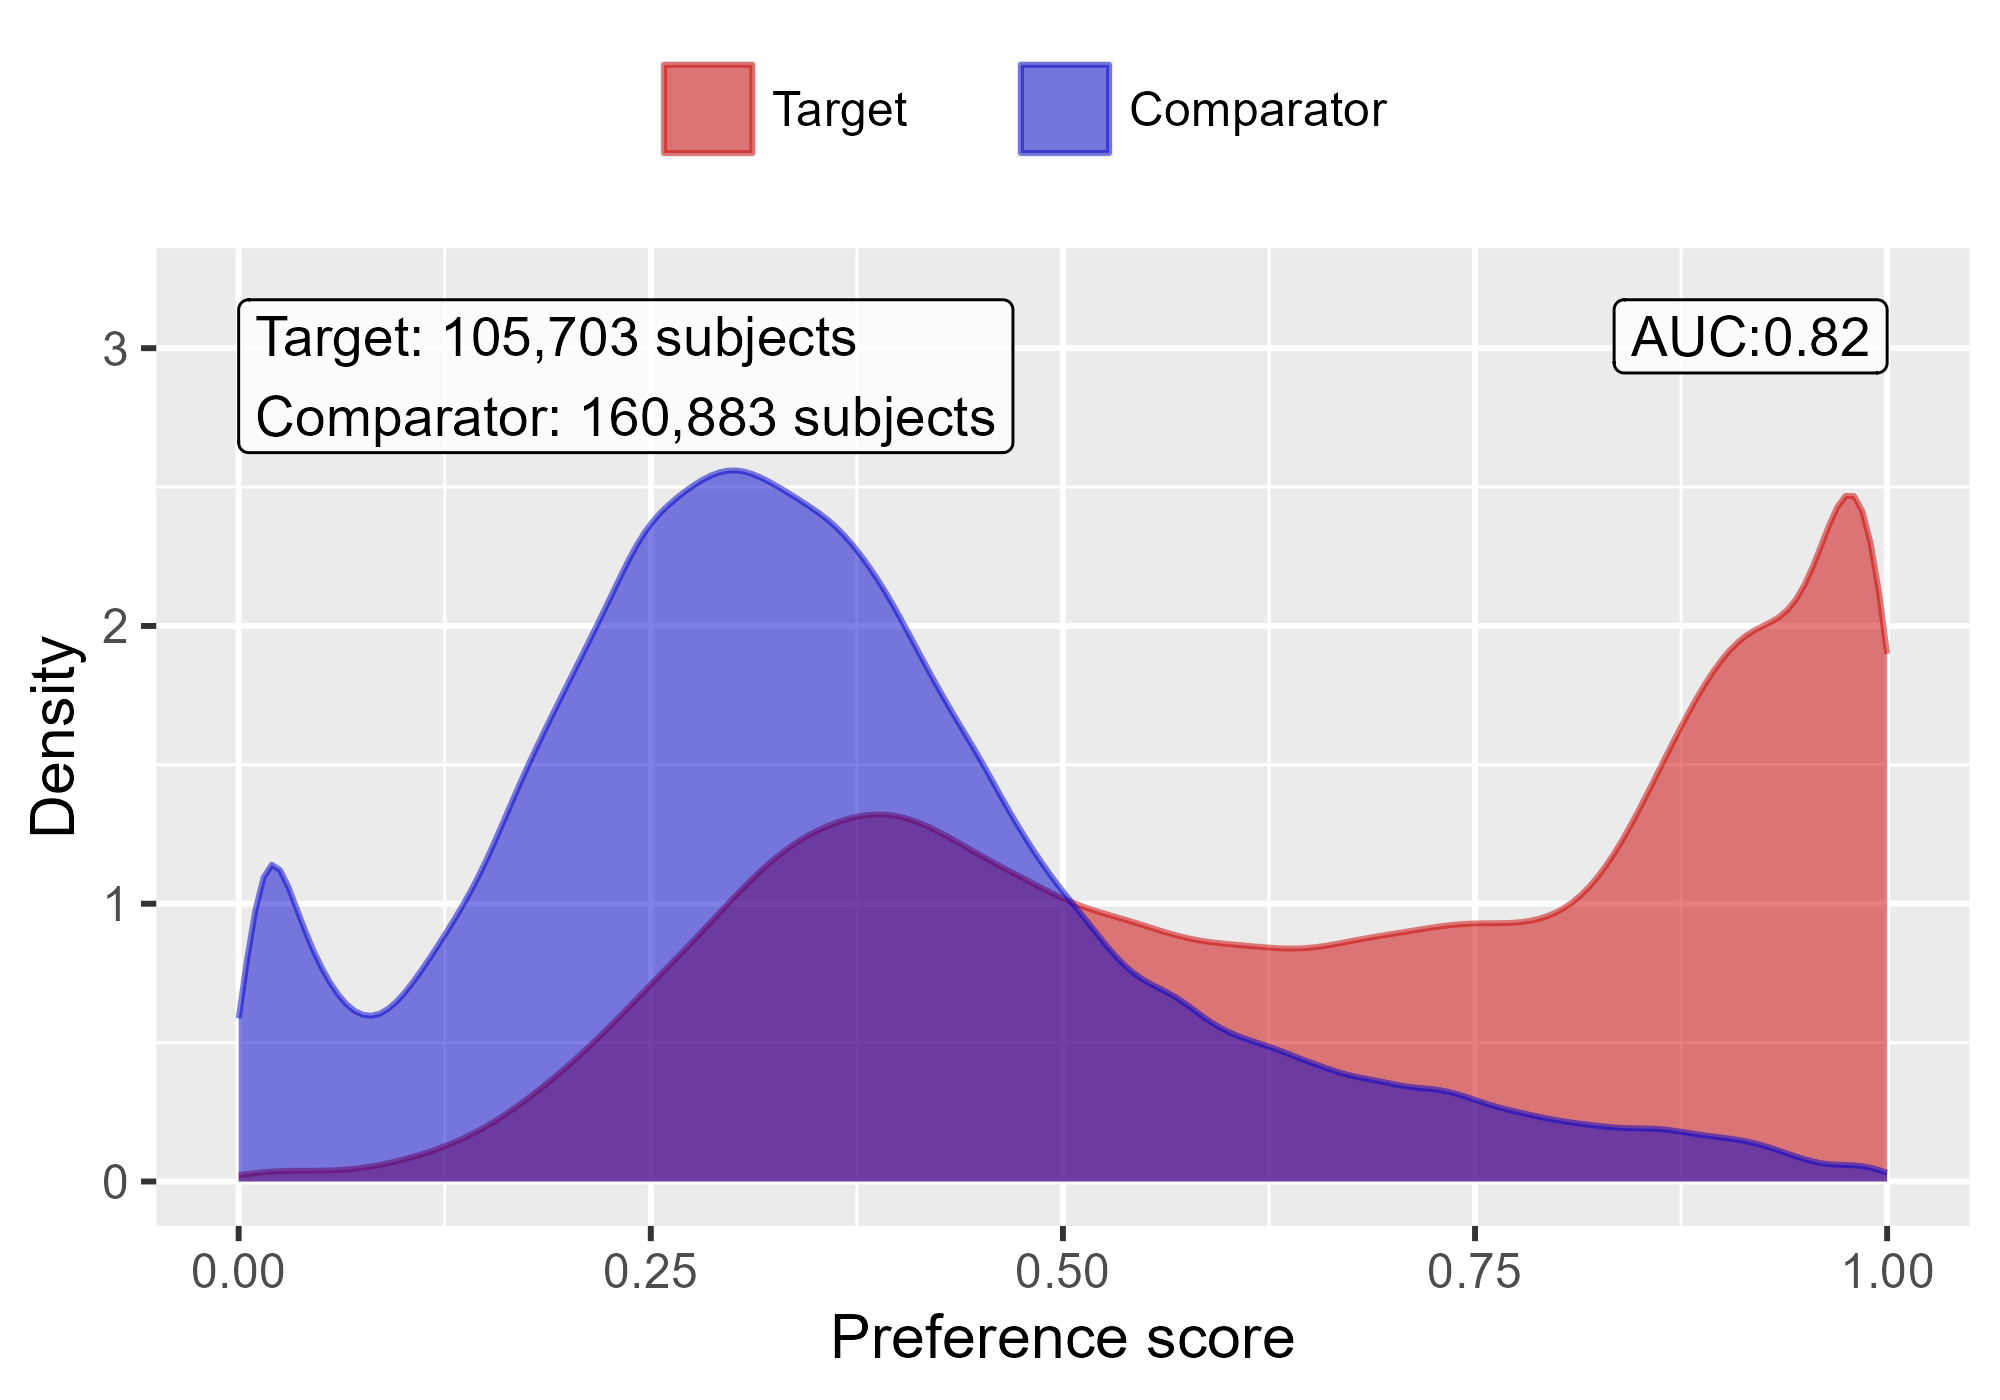 Target
Comparator
Target: 105,703 subjects
Comparator: 160,883 subjects
AUC:0.82
Density
3
2
1
0
0.00
0.25
0.50
0.75
1.00
Preference score